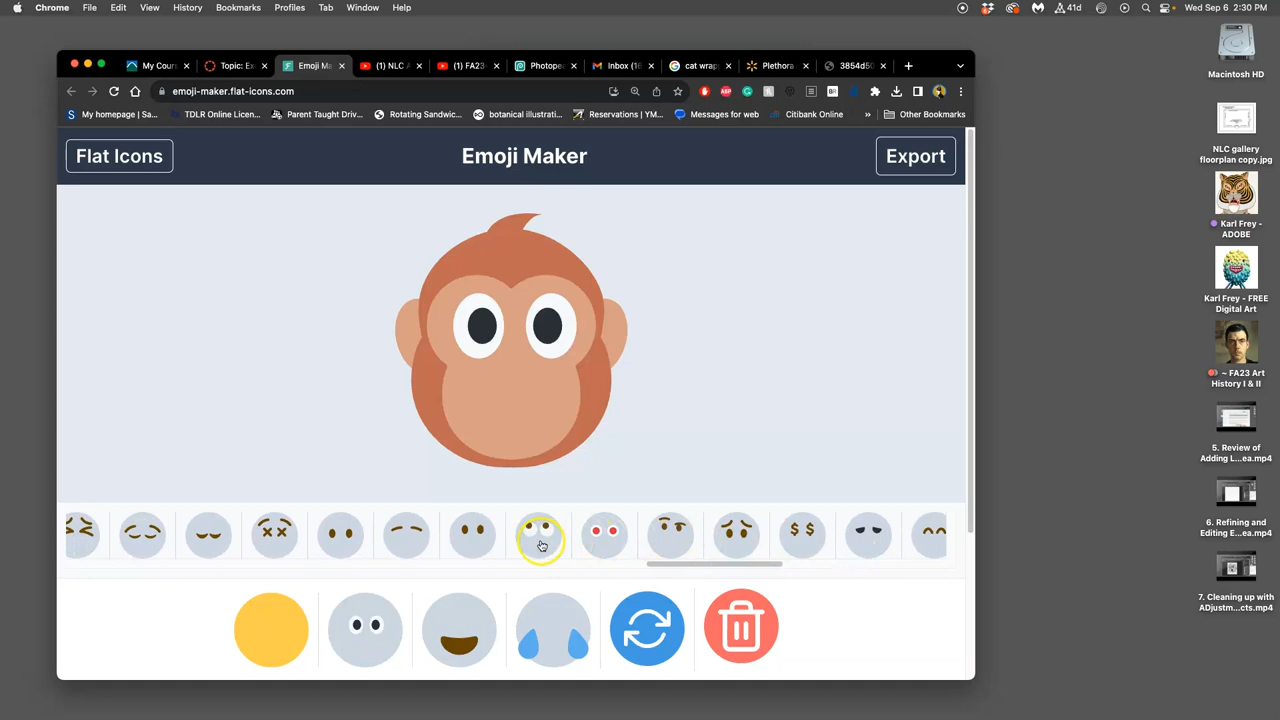 Chrome File Edit View History Bookmarks Profiles Tab Window Help
41d
Wed Sep 6 2:30 PM
My Cour
Topic: Ex
Emoji Ma
(1) NLC A
(1) FA23
Photopea
Inbox (16
cat wrap
Plethora
3854d50
emoji-maker.flat-icons.com
My homepage | Sa...
TDLR Online Licen...
Parent Taught Driv...
Rotating Sandwic...
botanical illustrati...
Reservations | YM...
Messages for web
Citibank Online
»
Other Bookmarks
Flat Icons
Emoji Maker
Export
$ $
Macintosh HD
NLC gallery
floorplan copy.jpg
Karl Frey -
ADOBE
Karl Frey - FREE
Digital Art
~ FA23 Art
History I & II
5. Review of
Adding L...ea.mp4
6. Refining and
Editing E...ea.mp4
7. Cleaning up with
ADjustm...cts.mp4